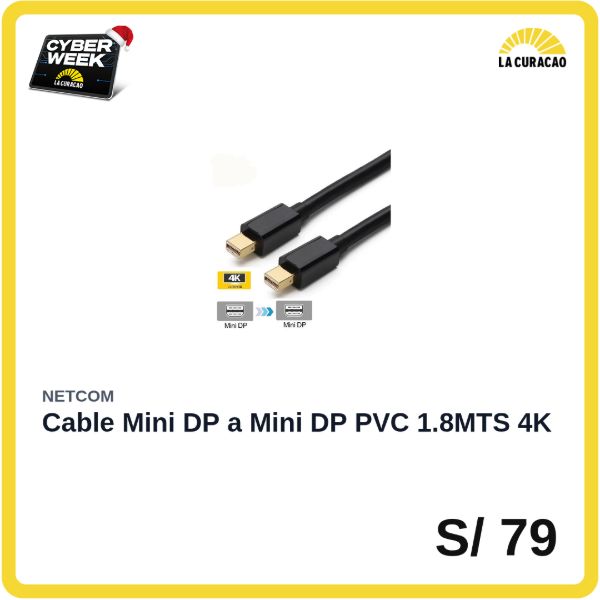 CYBER
WEEK
LA CURACAO
LA CURACAO
4K
Mini DP
Mini DP
NETCOM
Cable Mini DP a Mini DP PVC 1.8MTS 4K
S/ 79